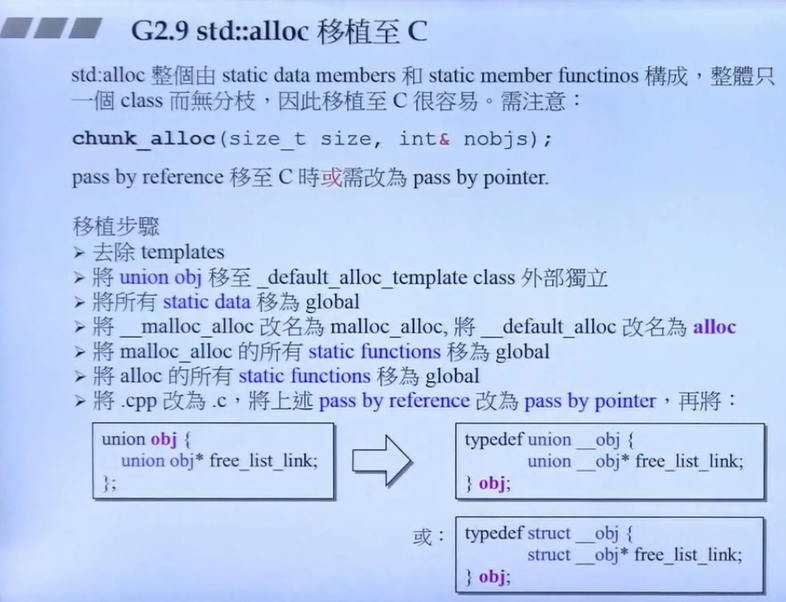 G2.9 std::alloc 移植至 C
std:alloc 整個由 static data members 和 static member functinos 構成，整體只
一個 class 而無分枝，因此移植至 C 很容易。需注意：
chunk_alloc(size_t size, int& nobjs);
pass by reference 移至 C 時或需改為 pass by pointer.
移植步驟
➢ 去除 templates
➢ 將 union obj 移至 _default_alloc_template class 外部獨立
➢ 將所有 static data 移為 global
➢ 將 __malloc_alloc 改名為 malloc_alloc, 將 __default_alloc 改名為 alloc
➢ 將 malloc_alloc 的所有 static functions 移為 global
➢ 將 alloc 的所有 static functions 移為 global
➢ 將 .cpp 改為 .c，將上述 pass by reference 改為 pass by pointer，再將：
union obj {
union obj* free_list_link;
};
typedef union __obj {
union __obj* free_list_link;
} obj;
或：
typedef struct __obj {
struct __obj* free_list_link;
} obj;